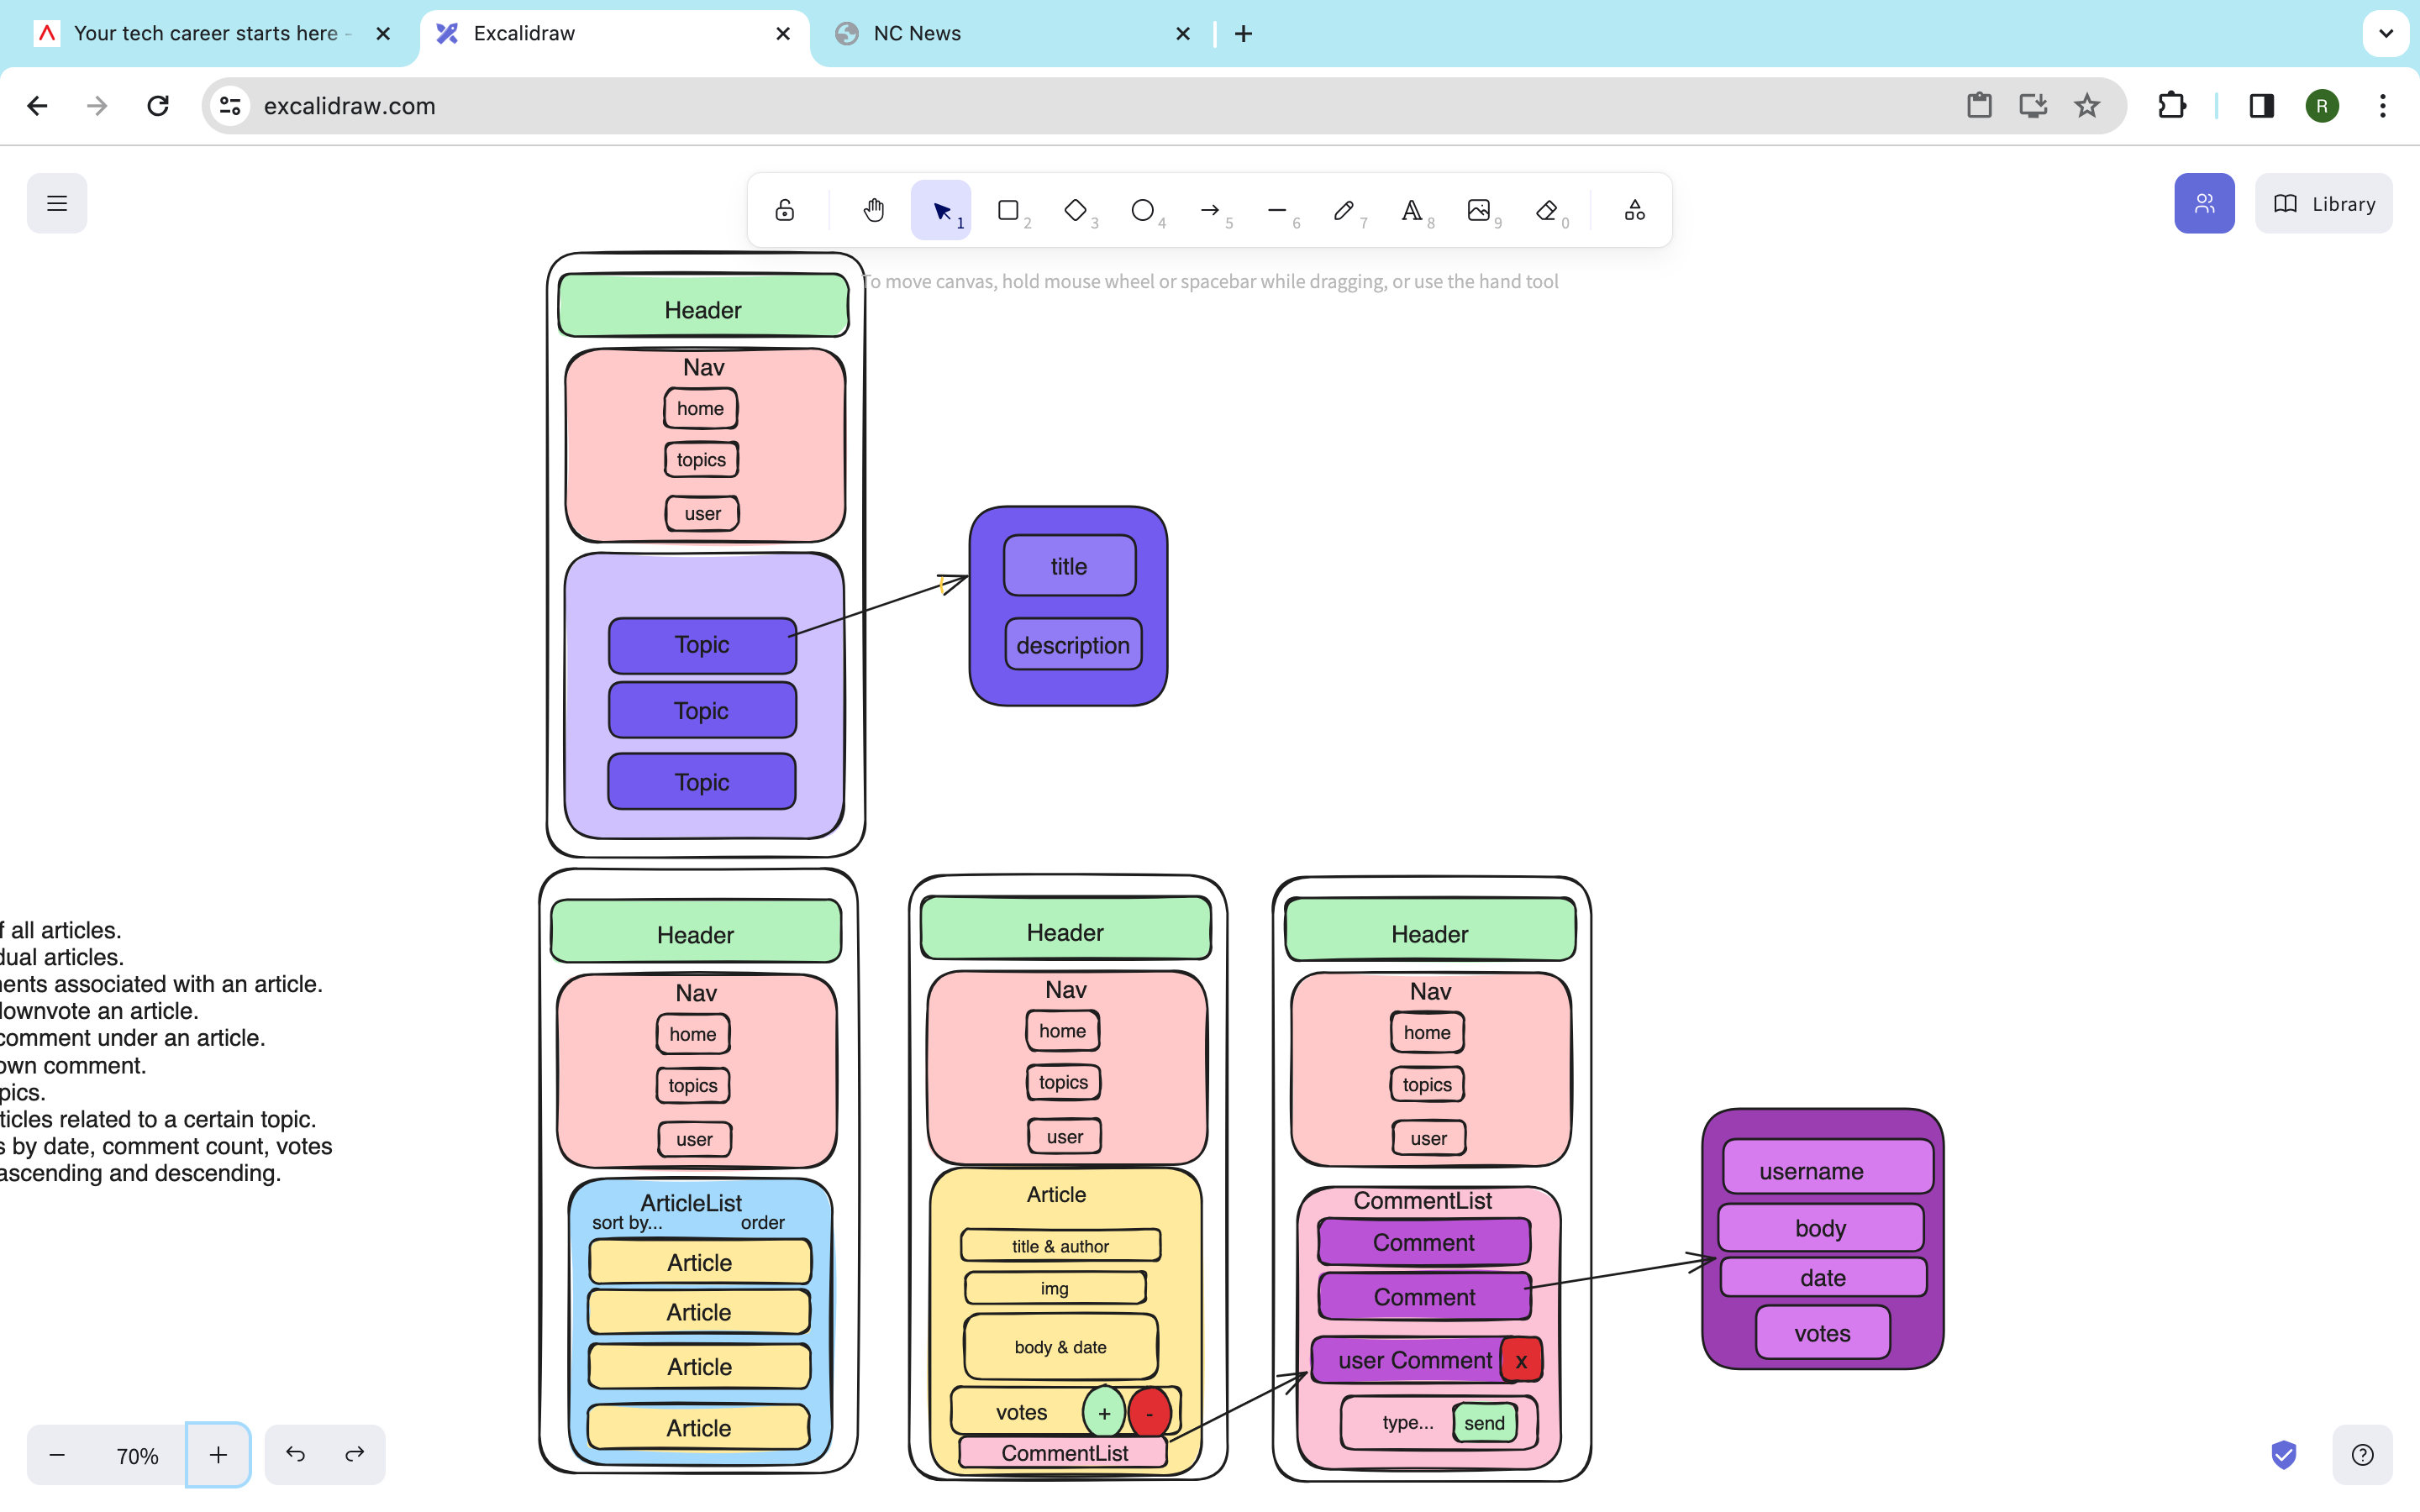 Your tech career starts here -
Excalidraw
NC News
excalidraw.com
R
1
2
3
4
5
6
7
8
9
0
Library
To move canvas, hold mouse wheel or spacebar while dragging, or use the hand tool
Header
Nav
home
topics
user
Topic
Topic
Topic
title
description
f all articles.
dual articles.
nents associated with an article.
lownvote an article.
comment under an article.
own comment.
pics.
ticles related to a certain topic.
s by date, comment count, votes
ascending and descending.
Header
Nav
home
topics
user
ArticleList
sort by... order
Article
Article
Article
Article
Header
Nav
home
topics
user
Article
title & author
img
body & date
votes + -
CommentList
Header
Nav
home
topics
user
CommentList
Comment
Comment
user Comment x
type... send
username
body
date
votes
70%